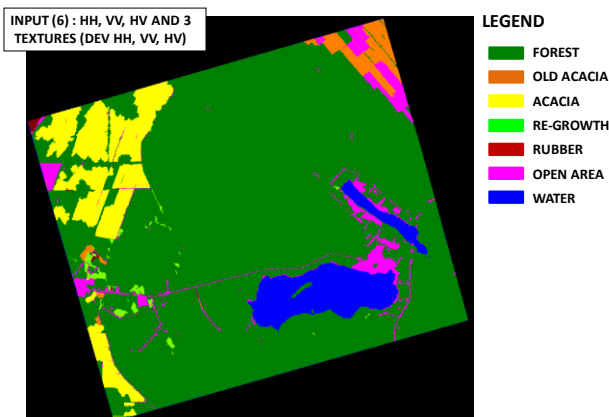 INPUT (6) : HH, VV, HV AND 3
TEXTURES (DEV HH, VV, HV)
LEGEND
FOREST
OLD ACACIA
ACACIA
RE-GROWTH
RUBBER
OPEN AREA
WATER